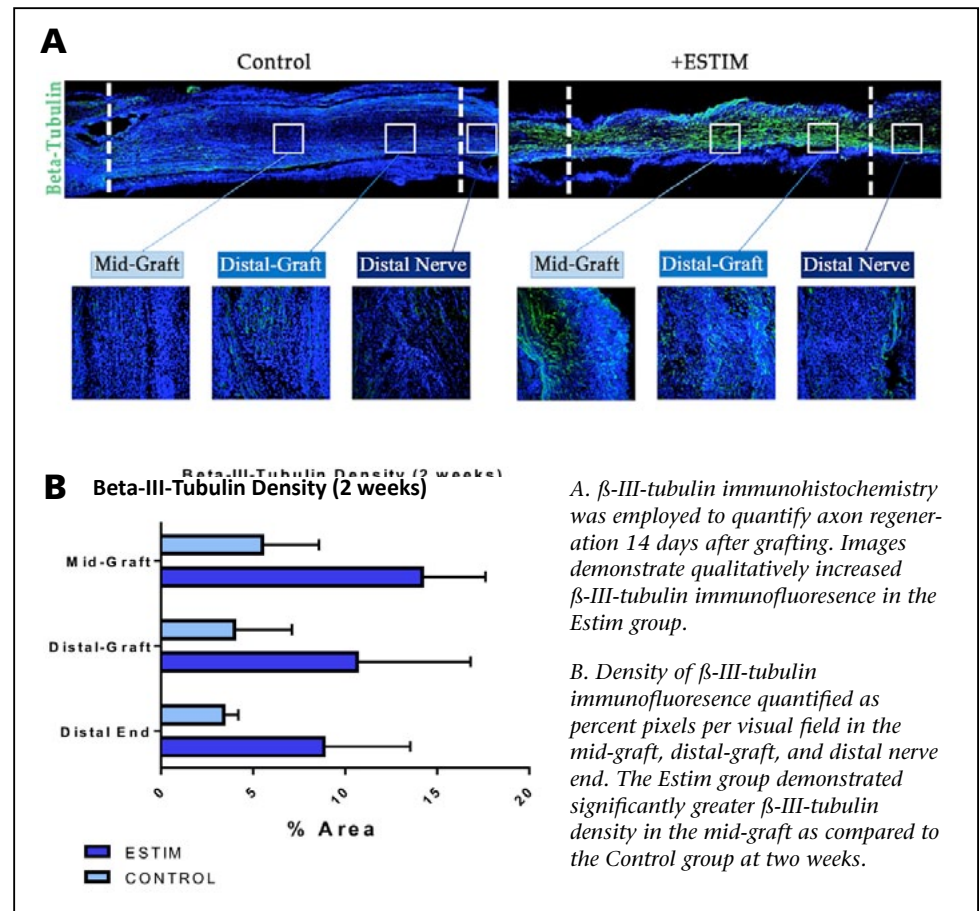 A
Control
+ESTIM
Beta-Tubulin
Mid-Graft
Distal-Graft
Distal Nerve
Mid-Graft
Distal-Graft
Distal Nerve
B
Beta-III-Tubulin Density (2 weeks)
Beta-III-Tubulin Density (2 weeks)
Mid-Graft
Distal-Graft
Distal End
0
5
10
15
20
% Area
ESTIM
CONTROL
A. ß-III-tubulin immunohistochemistry
was employed to quantify axon regener-
ation 14 days after grafting. Images
demonstrate qualitatively increased
ß-III-tubulin immunofluoresence in the
Estim group.
B. Density of ß-III-tubulin
immunofluoresence quantified as
percent pixels per visual field in the
mid-graft, distal-graft, and distal nerve
end. The Estim group demonstrated
significantly greater ß-III-tubulin
density in the mid-graft as compared to
the Control group at two weeks.